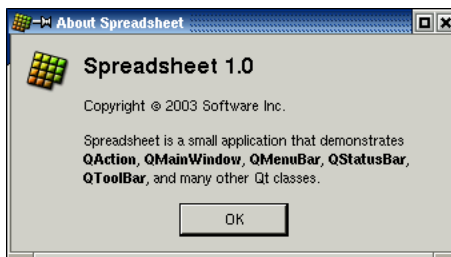 About Spreadsheet
Spreadsheet 1.0
Copyright © 2003 Software Inc.
Spreadsheet is a small application that demonstrates
QAction, QMainWindow, QMenuBar, QStatusBar,
QToolBar, and many other Qt classes.
OK